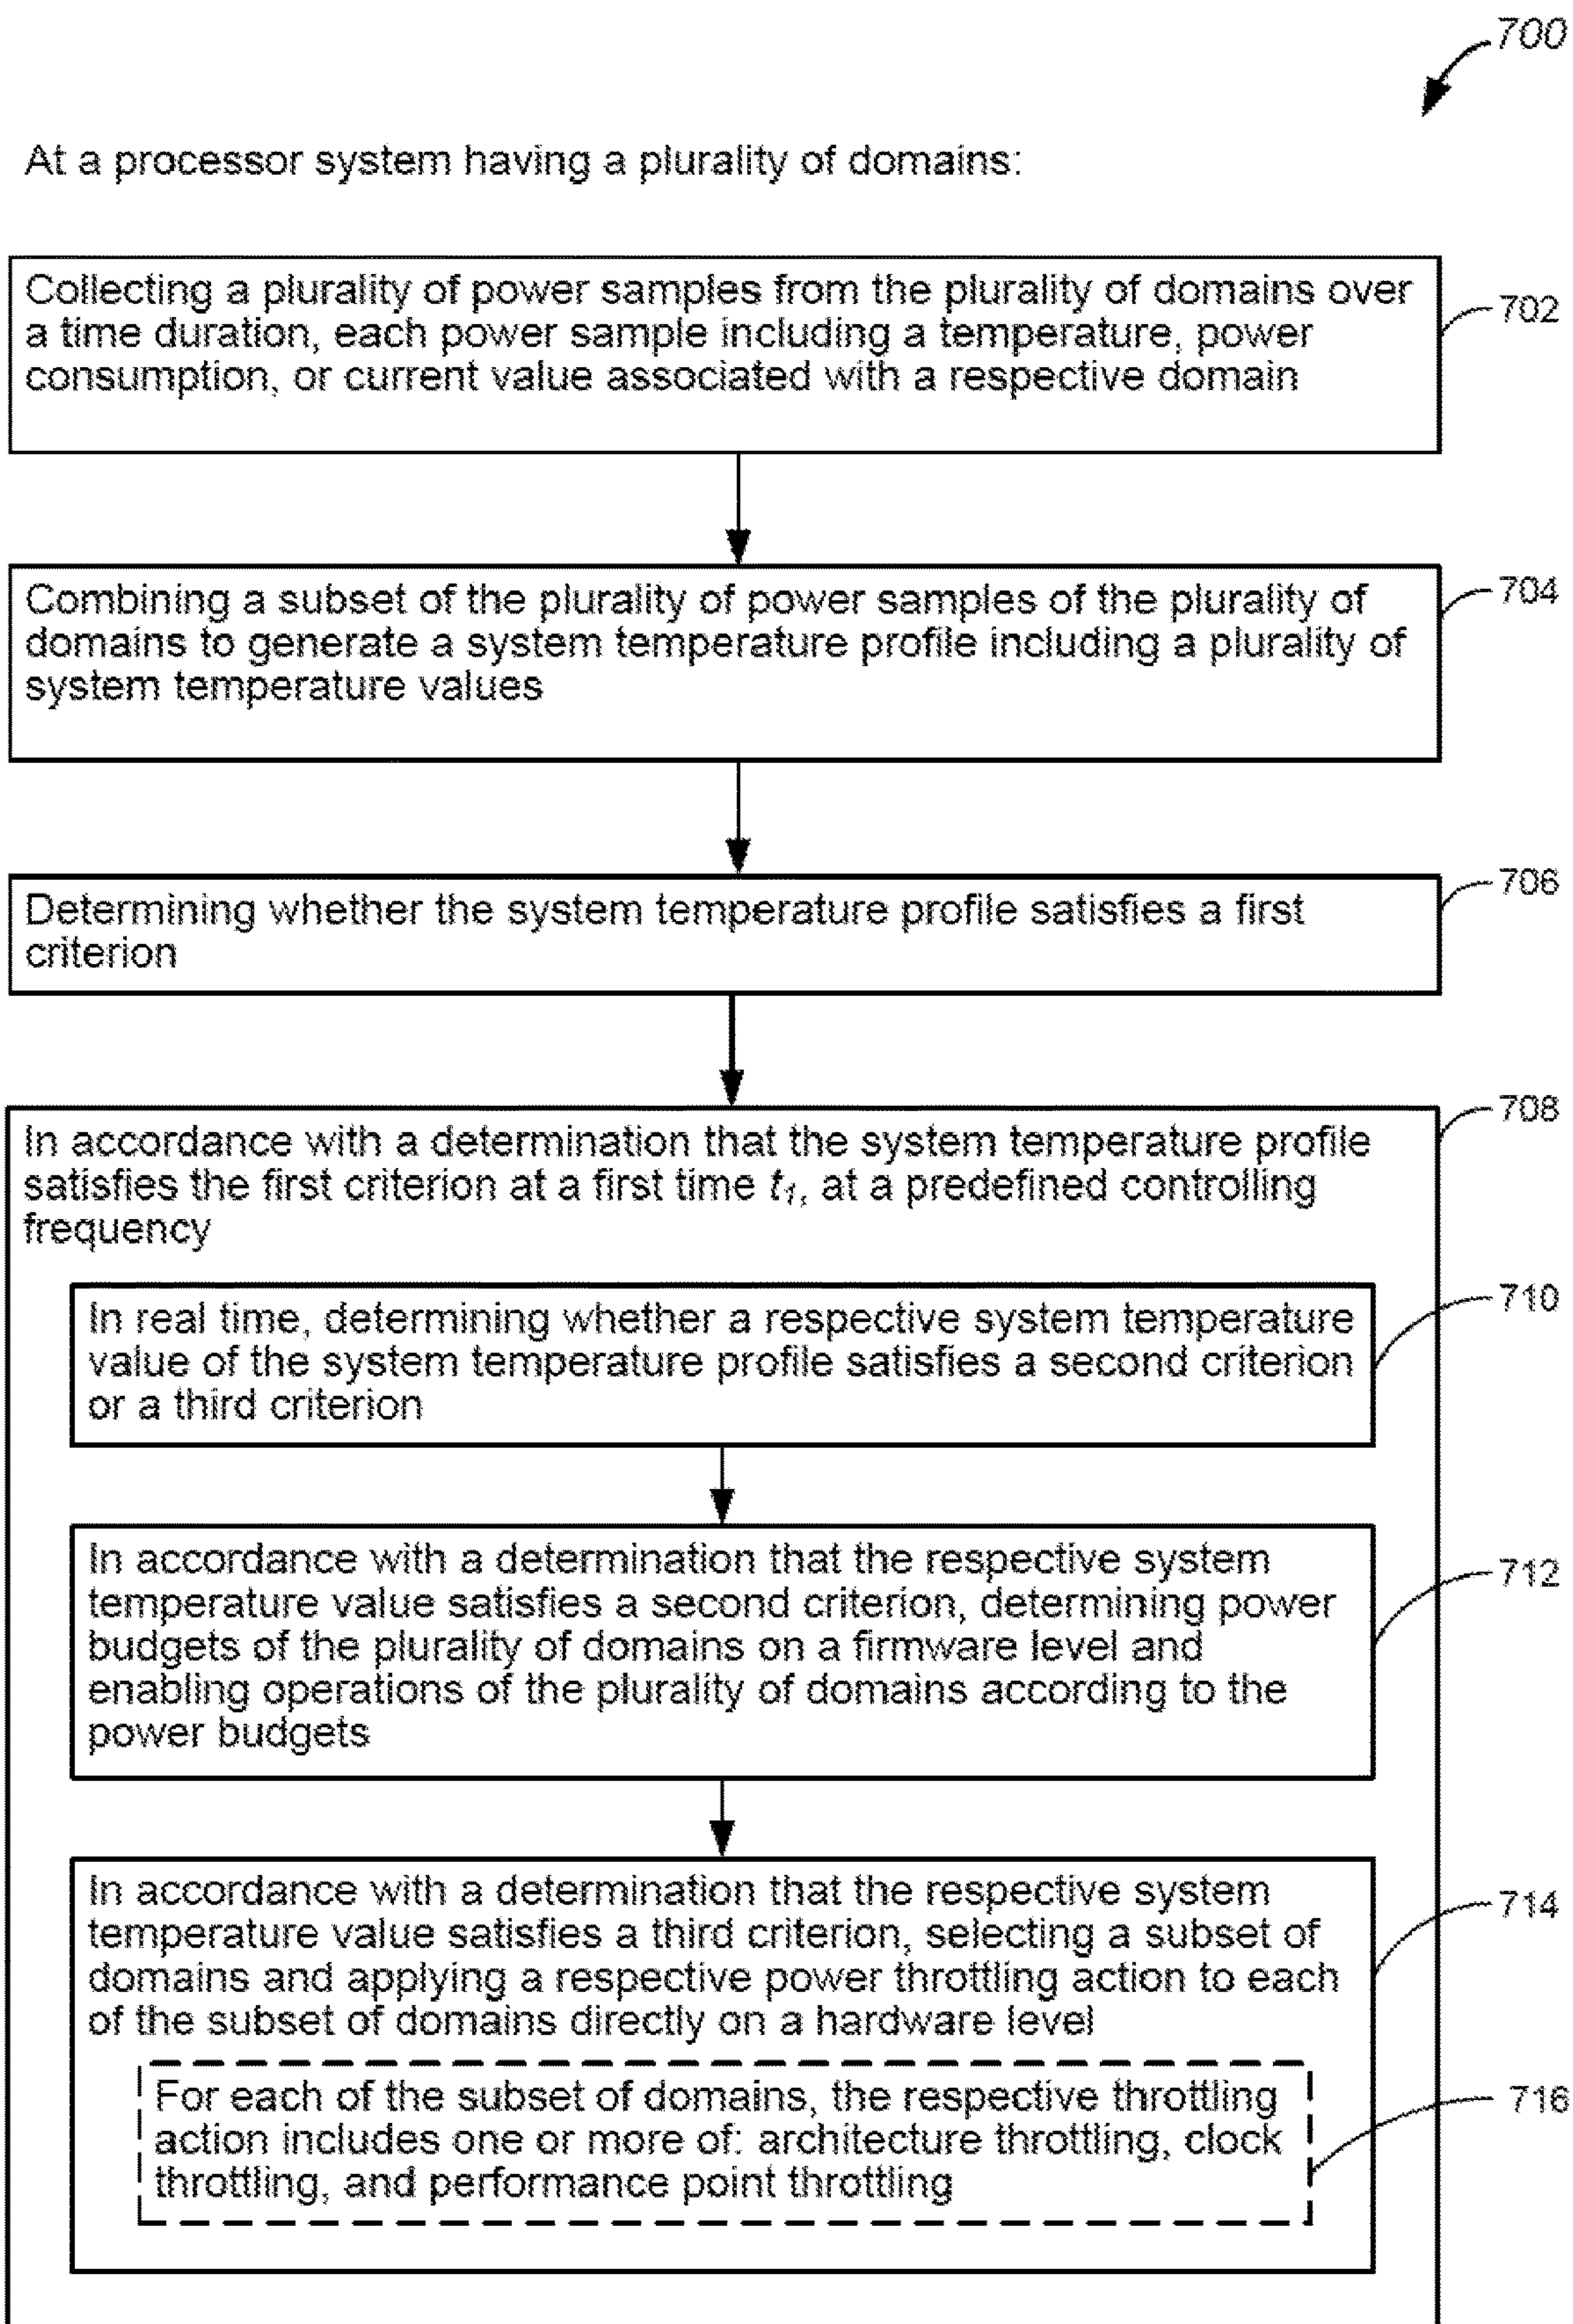 700
At a processor system having a plurality of domains:
Collecting a plurality of power samples from the plurality of domains over
a time duration, each power sample including a temperature, power
consumption, or current value associated with a respective domain
702
Combining a subset of the plurality of power samples of the plurality of
domains to generate a system temperature profile including a plurality of
system temperature values
704
Determining whether the system temperature profile satisfies a first
criterion
706
In accordance with a determination that the system temperature profile
satisfies the first criterion at a first time t1, at a predefined controlling
frequency
708
In real time, determining whether a respective system temperature
value of the system temperature profile satisfies a second criterion
or a third criterion
710
In accordance with a determination that the respective system
temperature value satisfies a second criterion, determining power
budgets of the plurality of domains on a firmware level and
enabling operations of the plurality of domains according to the
power budgets
712
In accordance with a determination that the respective system
temperature value satisfies a third criterion, selecting a subset of
domains and applying a respective power throttling action to each
of the subset of domains directly on a hardware level
714
For each of the subset of domains, the respective throttling
action includes one or more of: architecture throttling, clock
throttling, and performance point throttling
716